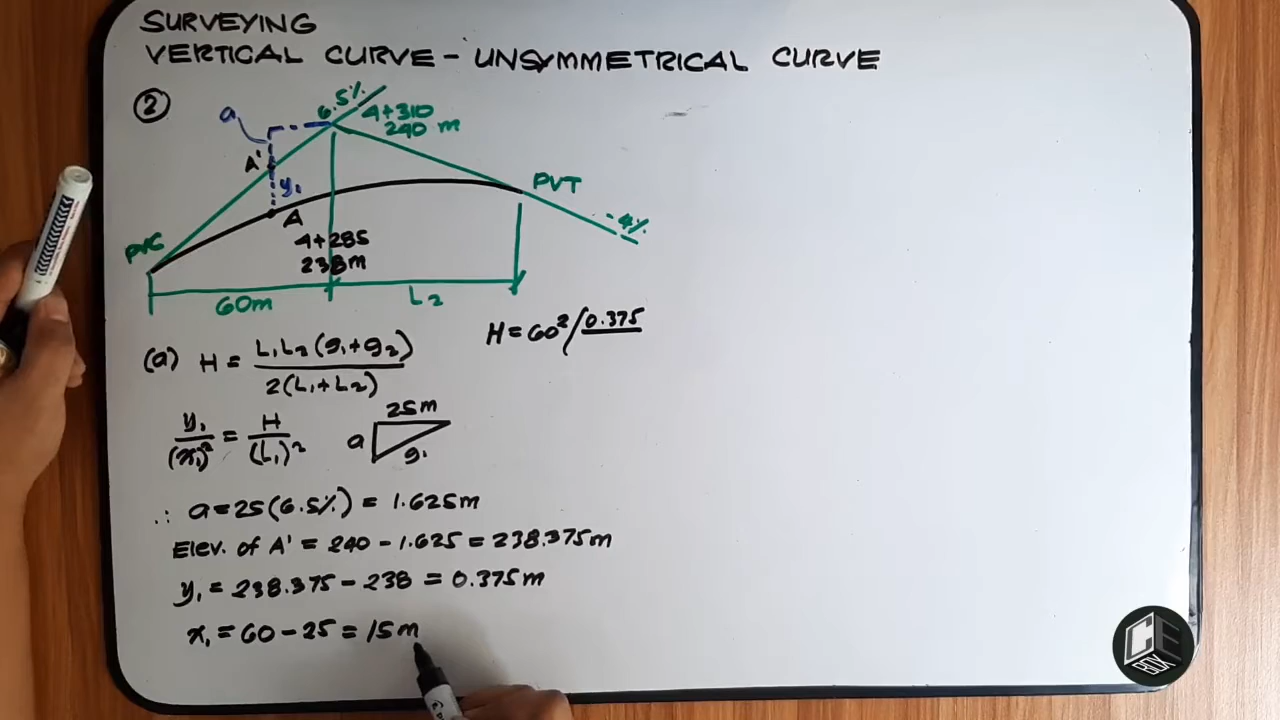 SURVEYING
VERTICAL CURVE - UNSYMMETRICAL CURVE
2
a
6.5%
4+310
240 m
A'
y₁
PVT
A
-4%
PVC
4+285
238m
60m
L₂
H = 60²/(0.375
(a) H = L₁L₂(g₁+g₂)
2(L₁+L₂)
y₁ = H
(x₁)² (L₁)²
25m
a
g₁
∴ a = 25(6.5%) = 1.625m
Elev. of A' = 240 - 1.625 = 238.375m
y₁ = 238.375 - 238 = 0.375m
x₁ = 60 - 25 = 15m
CE
BOX